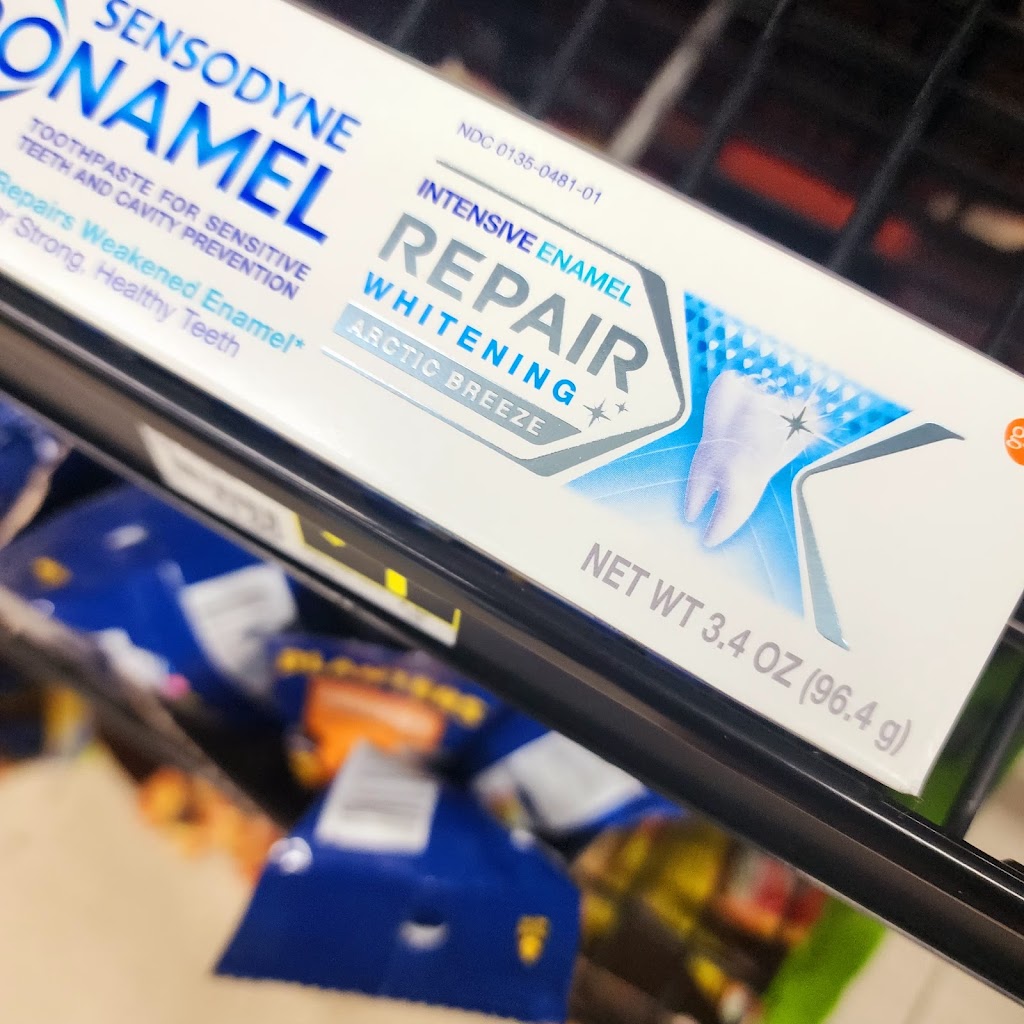 SENSODYNE
ONAMEL
TOOTHPASTE FOR SENSITIVE
TEETH AND CAVITY PREVENTION
Repairs Weakened Enamel*
Strong, Healthy Teeth
NDC 0135-0481-01
INTENSIVE ENAMEL
REPAIR
WHITENING
ARCTIC BREEZE
NET WT 3.4 OZ (96.4 g)